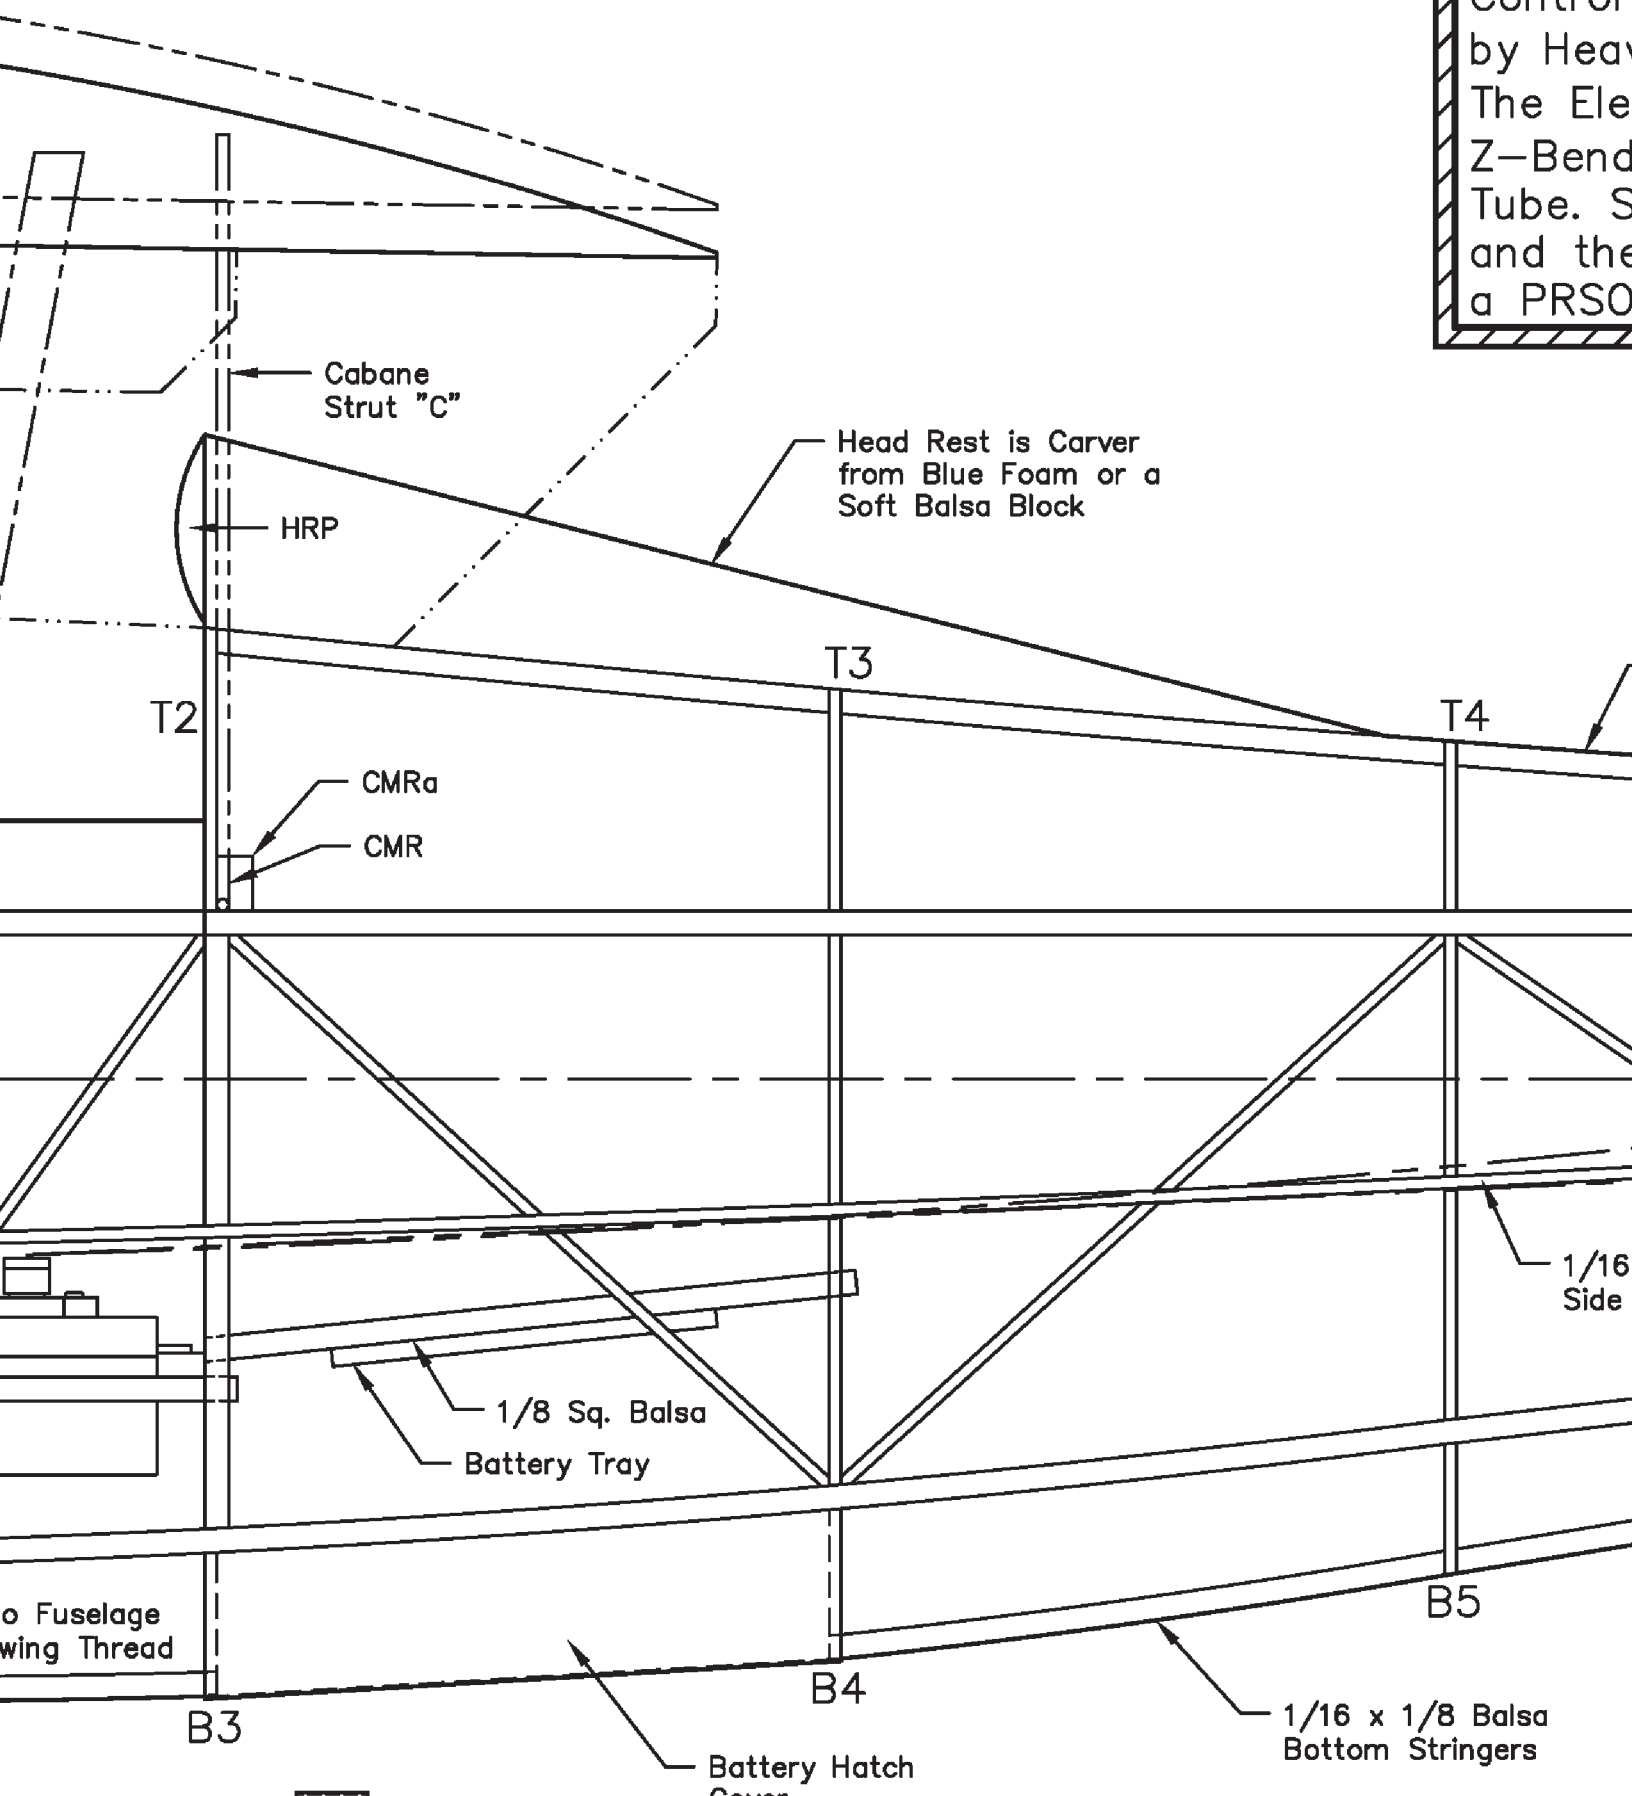 Control
by Heav
The Ele
Z-Bend
Tube. S
and the
a PRSO
Cabane
Strut "C"
Head Rest is Carver
from Blue Foam or a
Soft Balsa Block
HRP
T3
T2
T4
CMRa
CMR
1/16
Side
1/8 Sq. Balsa
Battery Tray
o Fuselage
wing Thread
B5
B4
B3
1/16 x 1/8 Balsa
Bottom Stringers
Battery Hatch
Cover